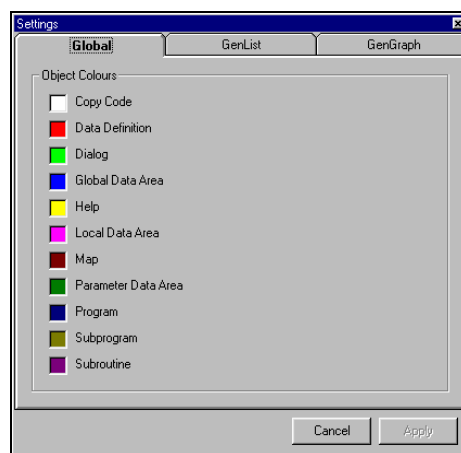 Settings
Global GenList GenGraph
Object Colours
Copy Code
Data Definition
Dialog
Global Data Area
Help
Local Data Area
Map
Parameter Data Area
Program
Subprogram
Subroutine
Cancel Apply